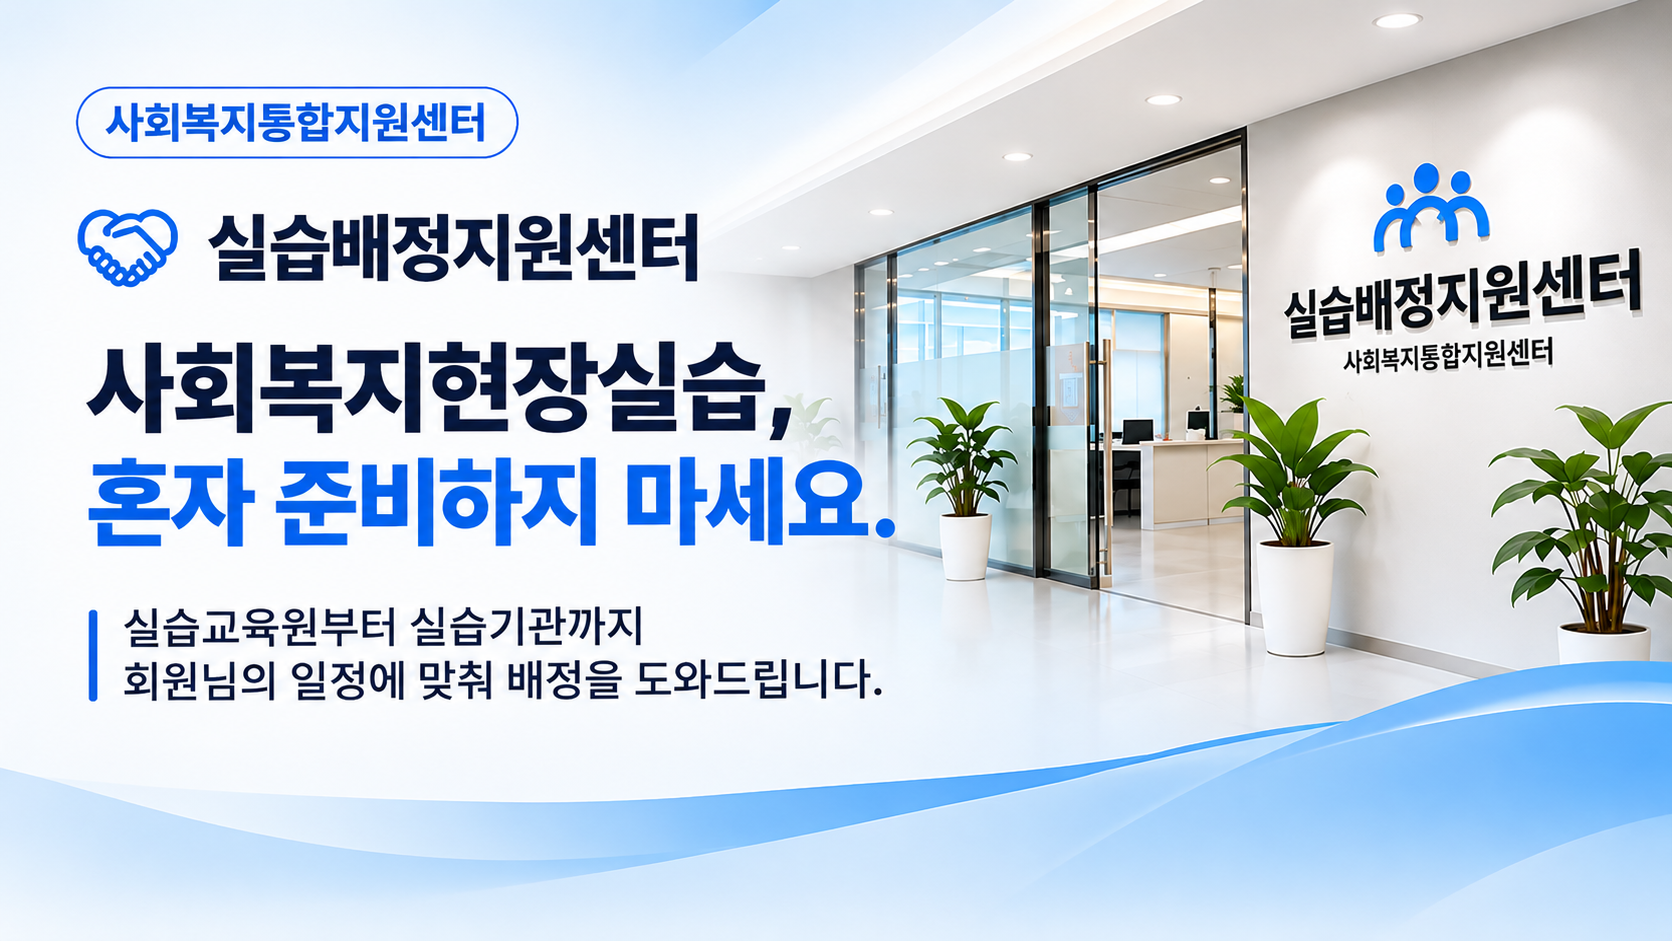 사회복지통합지원센터
실습배정지원센터
사회복지현장실습,
혼자 준비하지 마세요.
실습교육원부터 실습기관까지
회원님의 일정에 맞춰 배정을 도와드립니다.
실습배정지원센터
사회복지통합지원센터